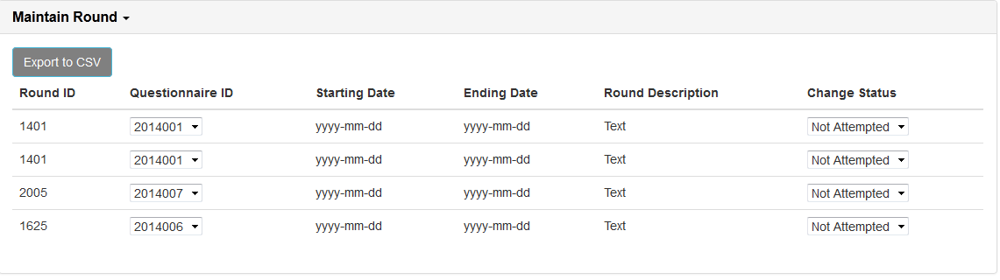 Maintain Round
Export to CSV
Round ID Questionnaire ID Starting Date Ending Date Round Description Change Status
1401 2014001 yyyy-mm-dd yyyy-mm-dd Text Not Attempted
1401 2014001 yyyy-mm-dd yyyy-mm-dd Text Not Attempted
2005 2014007 yyyy-mm-dd yyyy-mm-dd Text Not Attempted
1625 2014006 yyyy-mm-dd yyyy-mm-dd Text Not Attempted